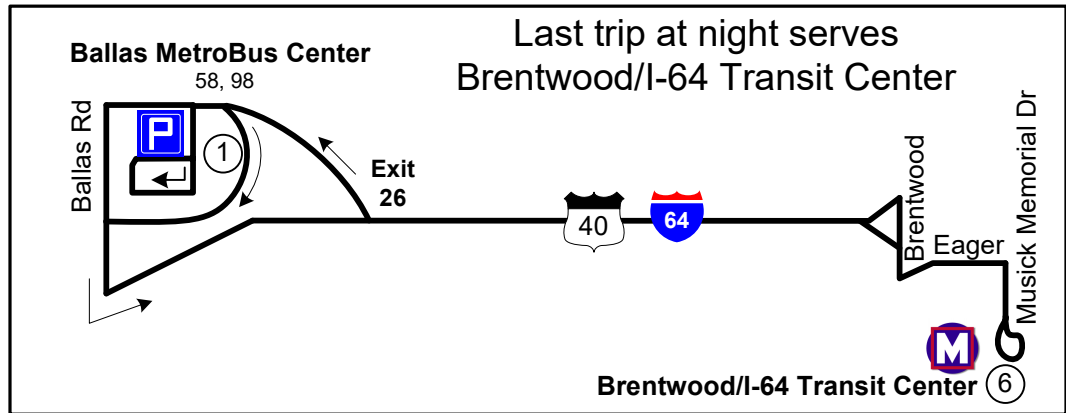 Last trip at night serves
Brentwood/I-64 Transit Center
Ballas MetroBus Center
58, 98
Ballas Rd
P
1
Exit
26
40
64
Brentwood
Eager
Musick Memorial Dr
M
Brentwood/I-64 Transit Center
6